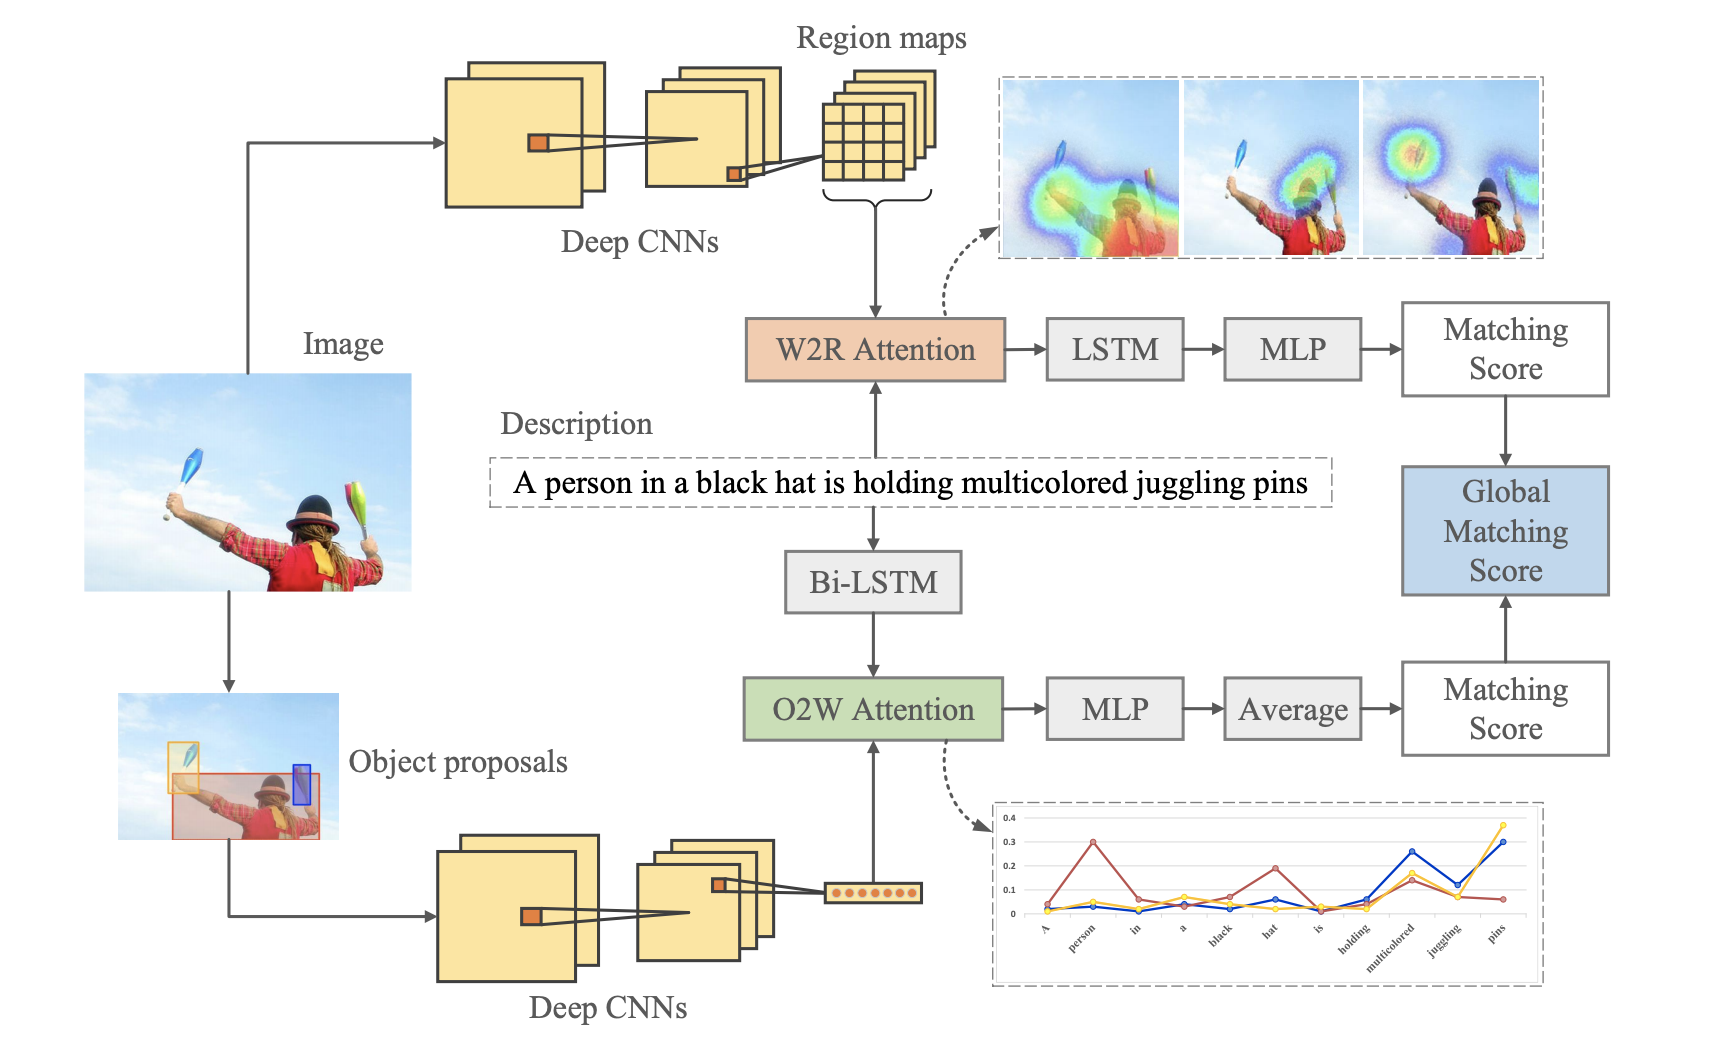 Region maps
Deep CNNs
Image
W2R Attention
LSTM
MLP
Matching
Score
Description
A person in a black hat is holding multicolored juggling pins
Global
Matching
Score
Bi-LSTM
O2W Attention
MLP
Average
Matching
Score
Object proposals
0.4
0.3
0.2
0.1
0
A person in a black hat is holding multicolored juggling pins
Deep CNNs